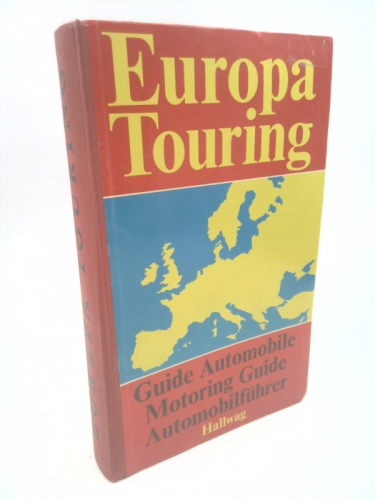 Europa
Touring
Guide Automobile
Motoring Guide
Automobilführer
Hallwag